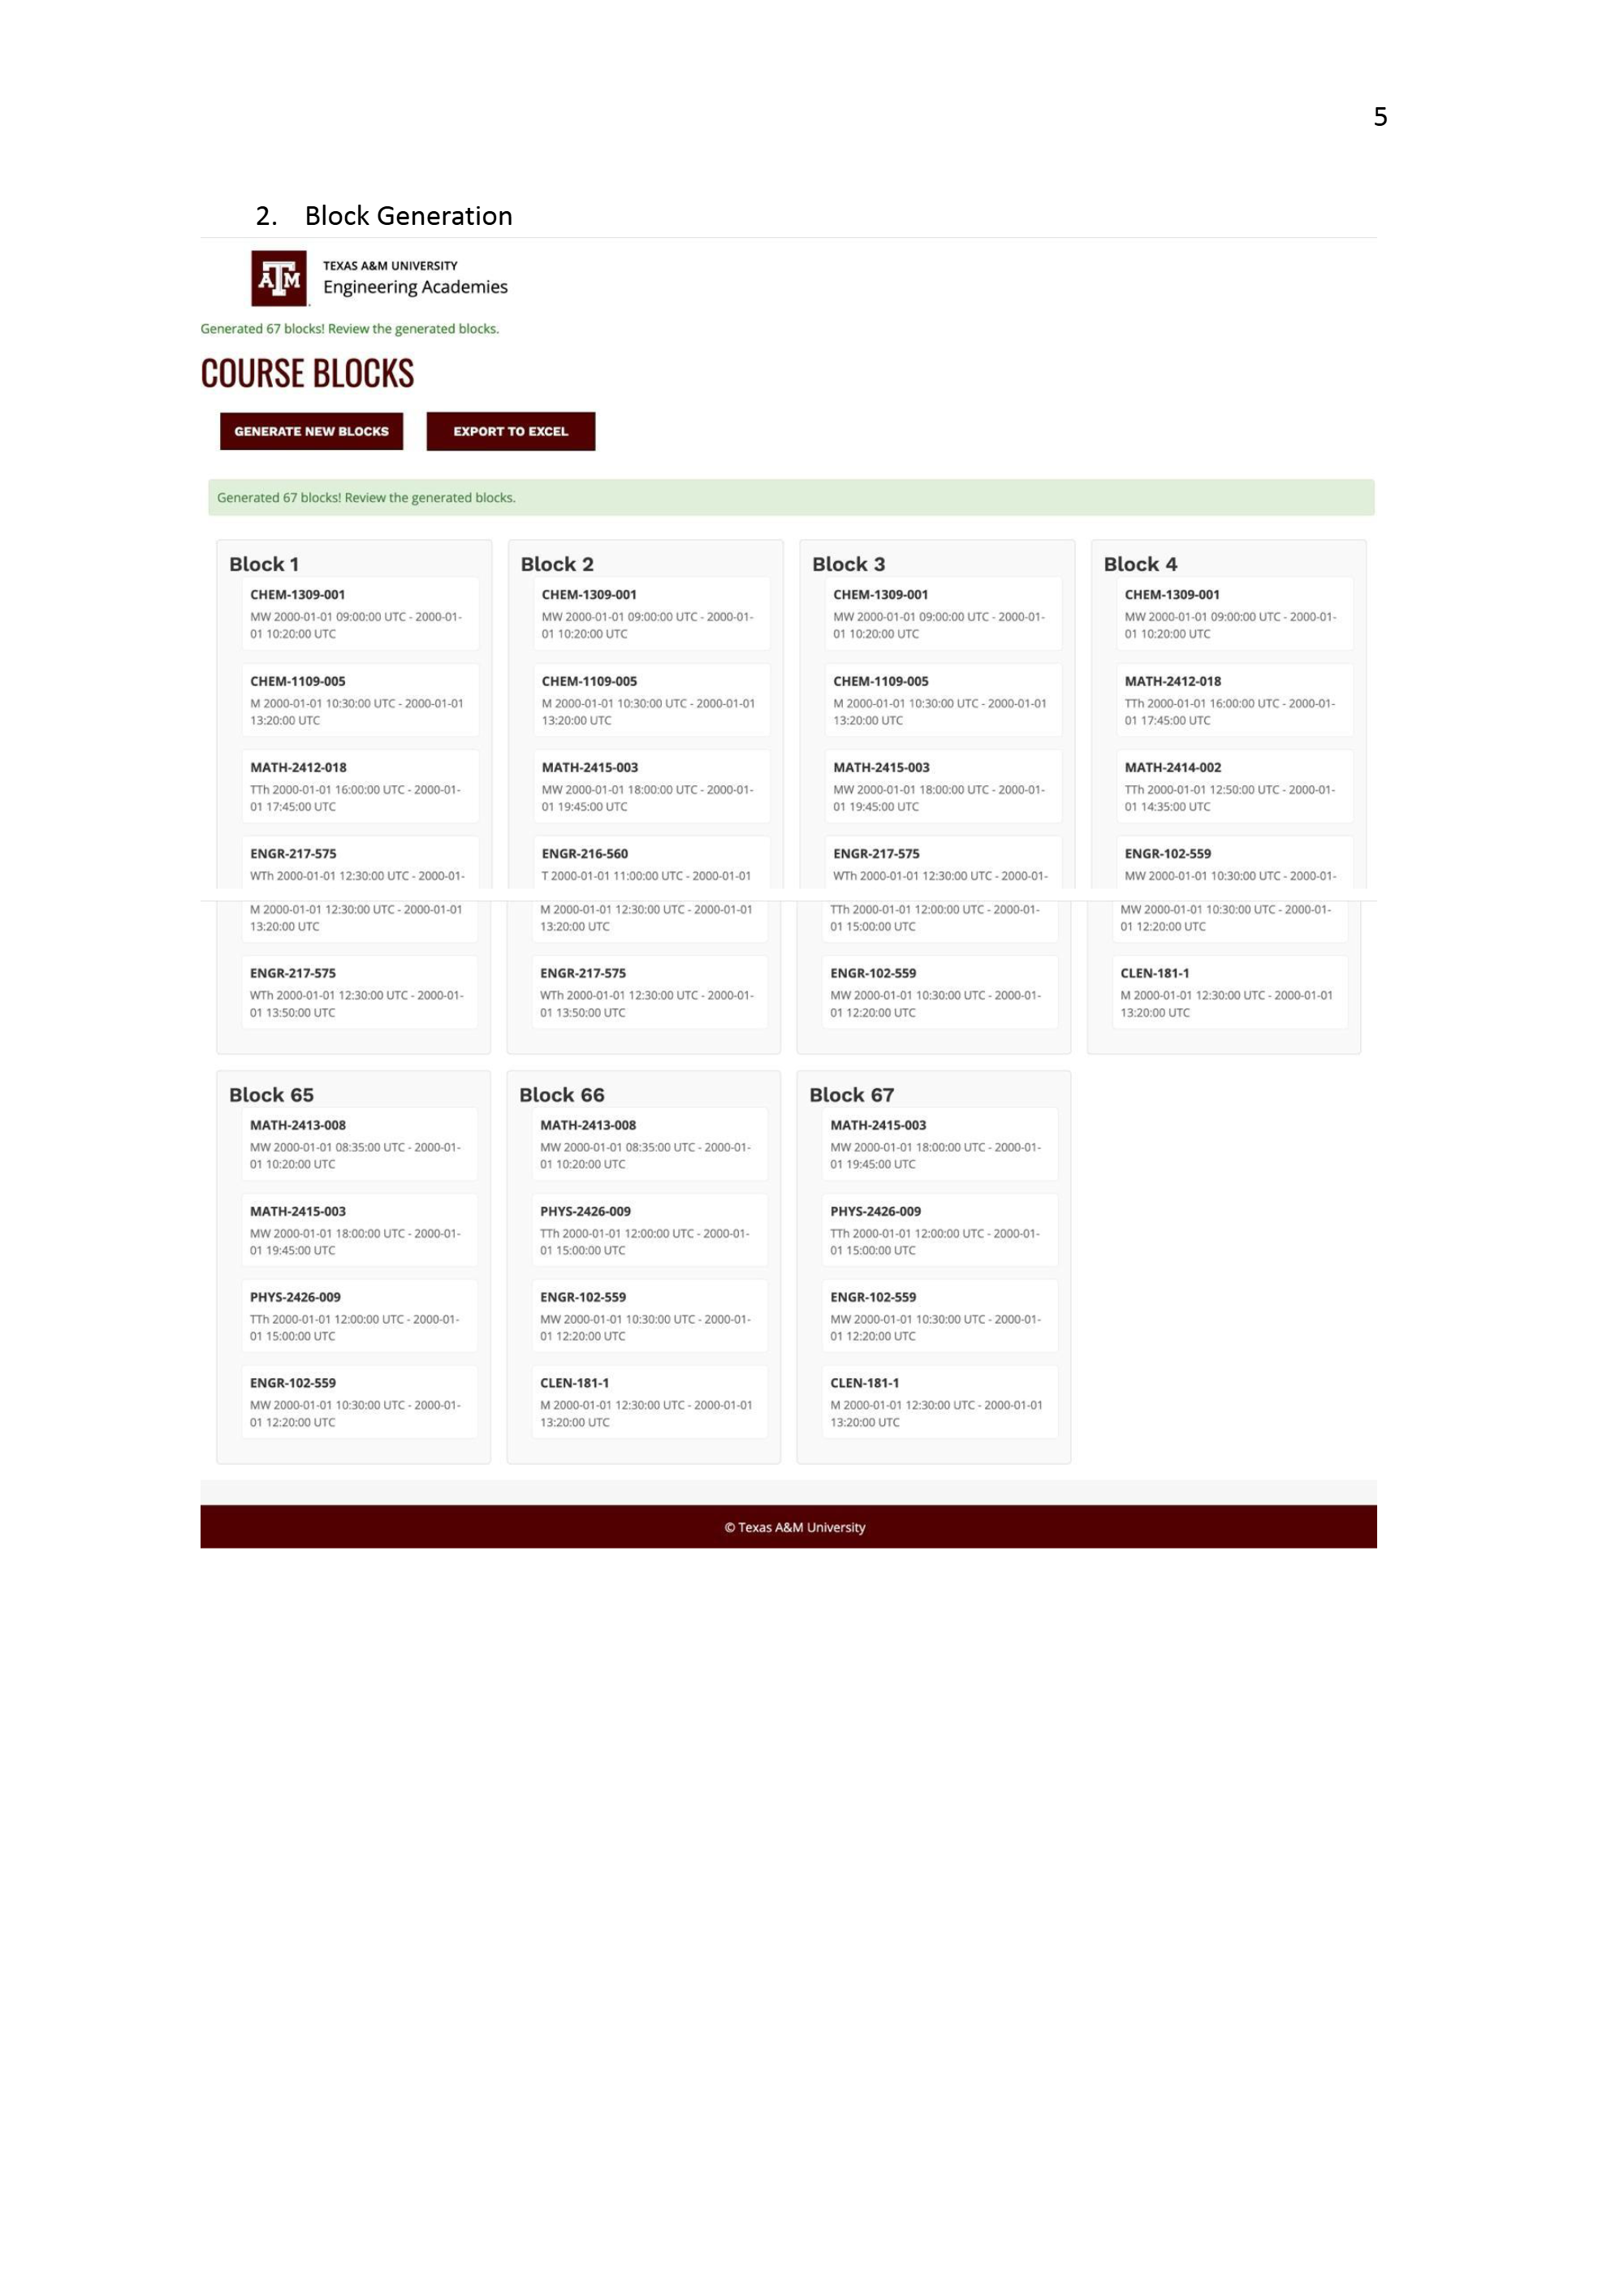 5
2. Block Generation
TEXAS A&M UNIVERSITY
Engineering Academies
Generated 67 blocks! Review the generated blocks.
COURSE BLOCKS
GENERATE NEW BLOCKS
EXPORT TO EXCEL
Generated 67 blocks! Review the generated blocks.
Block 1
CHEM-1309-001
MW 2000-01-01 09:00:00 UTC - 2000-01-
01 10:20:00 UTC
CHEM-1109-005
M 2000-01-01 10:30:00 UTC - 2000-01-01
13:20:00 UTC
MATH-2412-018
TTh 2000-01-01 16:00:00 UTC - 2000-01-
01 17:45:00 UTC
ENGR-217-575
WTh 2000-01-01 12:30:00 UTC - 2000-01-
Block 2
CHEM-1309-001
MW 2000-01-01 09:00:00 UTC - 2000-01-
01 10:20:00 UTC
CHEM-1109-005
M 2000-01-01 10:30:00 UTC - 2000-01-01
13:20:00 UTC
MATH-2415-003
MW 2000-01-01 18:00:00 UTC - 2000-01-
01 19:45:00 UTC
ENGR-216-560
T 2000-01-01 11:00:00 UTC - 2000-01-01
Block 3
CHEM-1309-001
MW 2000-01-01 09:00:00 UTC - 2000-01-
01 10:20:00 UTC
CHEM-1109-005
M 2000-01-01 10:30:00 UTC - 2000-01-01
13:20:00 UTC
MATH-2415-003
MW 2000-01-01 18:00:00 UTC - 2000-01-
01 19:45:00 UTC
ENGR-217-575
WTh 2000-01-01 12:30:00 UTC - 2000-01-
Block 4
CHEM-1309-001
MW 2000-01-01 09:00:00 UTC - 2000-01-
01 10:20:00 UTC
MATH-2412-018
TTh 2000-01-01 16:00:00 UTC - 2000-01-
01 17:45:00 UTC
MATH-2414-002
TTh 2000-01-01 12:50:00 UTC - 2000-01-
01 14:35:00 UTC
ENGR-102-559
MW 2000-01-01 10:30:00 UTC - 2000-01-
M 2000-01-01 12:30:00 UTC - 2000-01-01
13:20:00 UTC
ENGR-217-575
WTh 2000-01-01 12:30:00 UTC - 2000-01-
01 13:50:00 UTC
M 2000-01-01 12:30:00 UTC - 2000-01-01
13:20:00 UTC
ENGR-217-575
WTh 2000-01-01 12:30:00 UTC - 2000-01-
01 13:50:00 UTC
TTh 2000-01-01 12:00:00 UTC - 2000-01-
01 15:00:00 UTC
ENGR-102-559
MW 2000-01-01 10:30:00 UTC - 2000-01-
01 12:20:00 UTC
MW 2000-01-01 10:30:00 UTC - 2000-01-
01 12:20:00 UTC
CLEN-181-1
M 2000-01-01 12:30:00 UTC - 2000-01-01
13:20:00 UTC
Block 65
MATH-2413-008
MW 2000-01-01 08:35:00 UTC - 2000-01-
01 10:20:00 UTC
MATH-2415-003
MW 2000-01-01 18:00:00 UTC - 2000-01-
01 19:45:00 UTC
PHYS-2426-009
TTh 2000-01-01 12:00:00 UTC - 2000-01-
01 15:00:00 UTC
ENGR-102-559
MW 2000-01-01 10:30:00 UTC - 2000-01-
01 12:20:00 UTC
Block 66
MATH-2413-008
MW 2000-01-01 08:35:00 UTC - 2000-01-
01 10:20:00 UTC
PHYS-2426-009
TTh 2000-01-01 12:00:00 UTC - 2000-01-
01 15:00:00 UTC
ENGR-102-559
MW 2000-01-01 10:30:00 UTC - 2000-01-
01 12:20:00 UTC
CLEN-181-1
M 2000-01-01 12:30:00 UTC - 2000-01-01
13:20:00 UTC
Block 67
MATH-2415-003
MW 2000-01-01 18:00:00 UTC - 2000-01-
01 19:45:00 UTC
PHYS-2426-009
TTh 2000-01-01 12:00:00 UTC - 2000-01-
01 15:00:00 UTC
ENGR-102-559
MW 2000-01-01 10:30:00 UTC - 2000-01-
01 12:20:00 UTC
CLEN-181-1
M 2000-01-01 12:30:00 UTC - 2000-01-01
13:20:00 UTC
© Texas A&M University